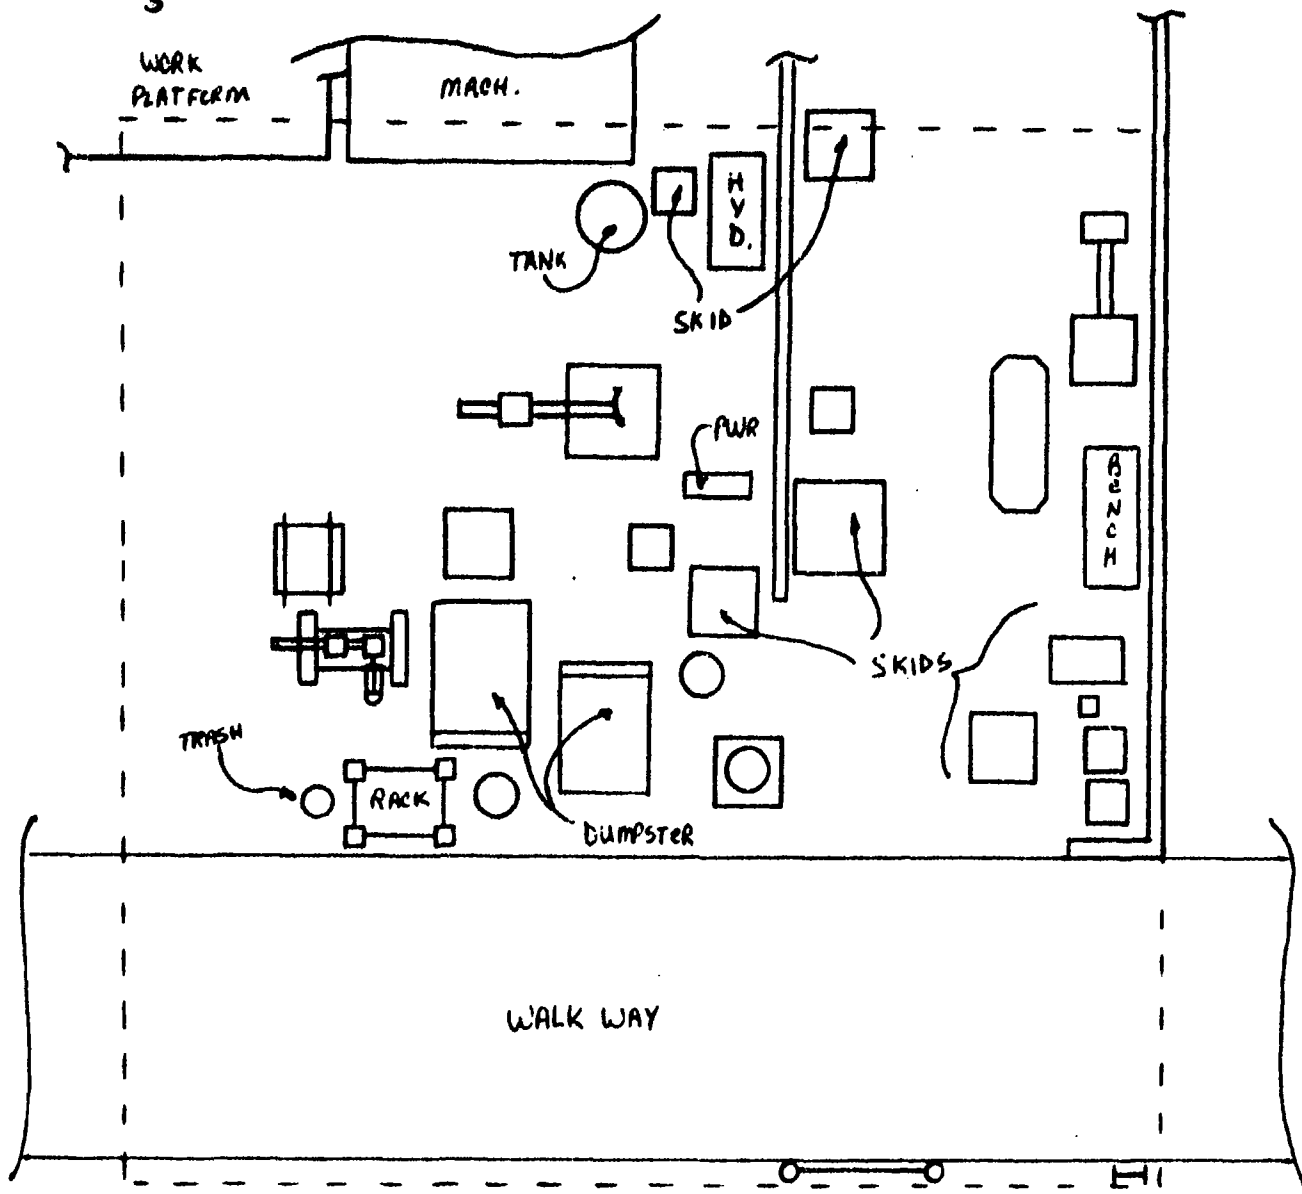 WORK
PLATFORM
MACH.
HYD.
TANK
SKID
PWR
BENCH
SKIDS
TRASH
RACK
DUMPSTER
WALK WAY